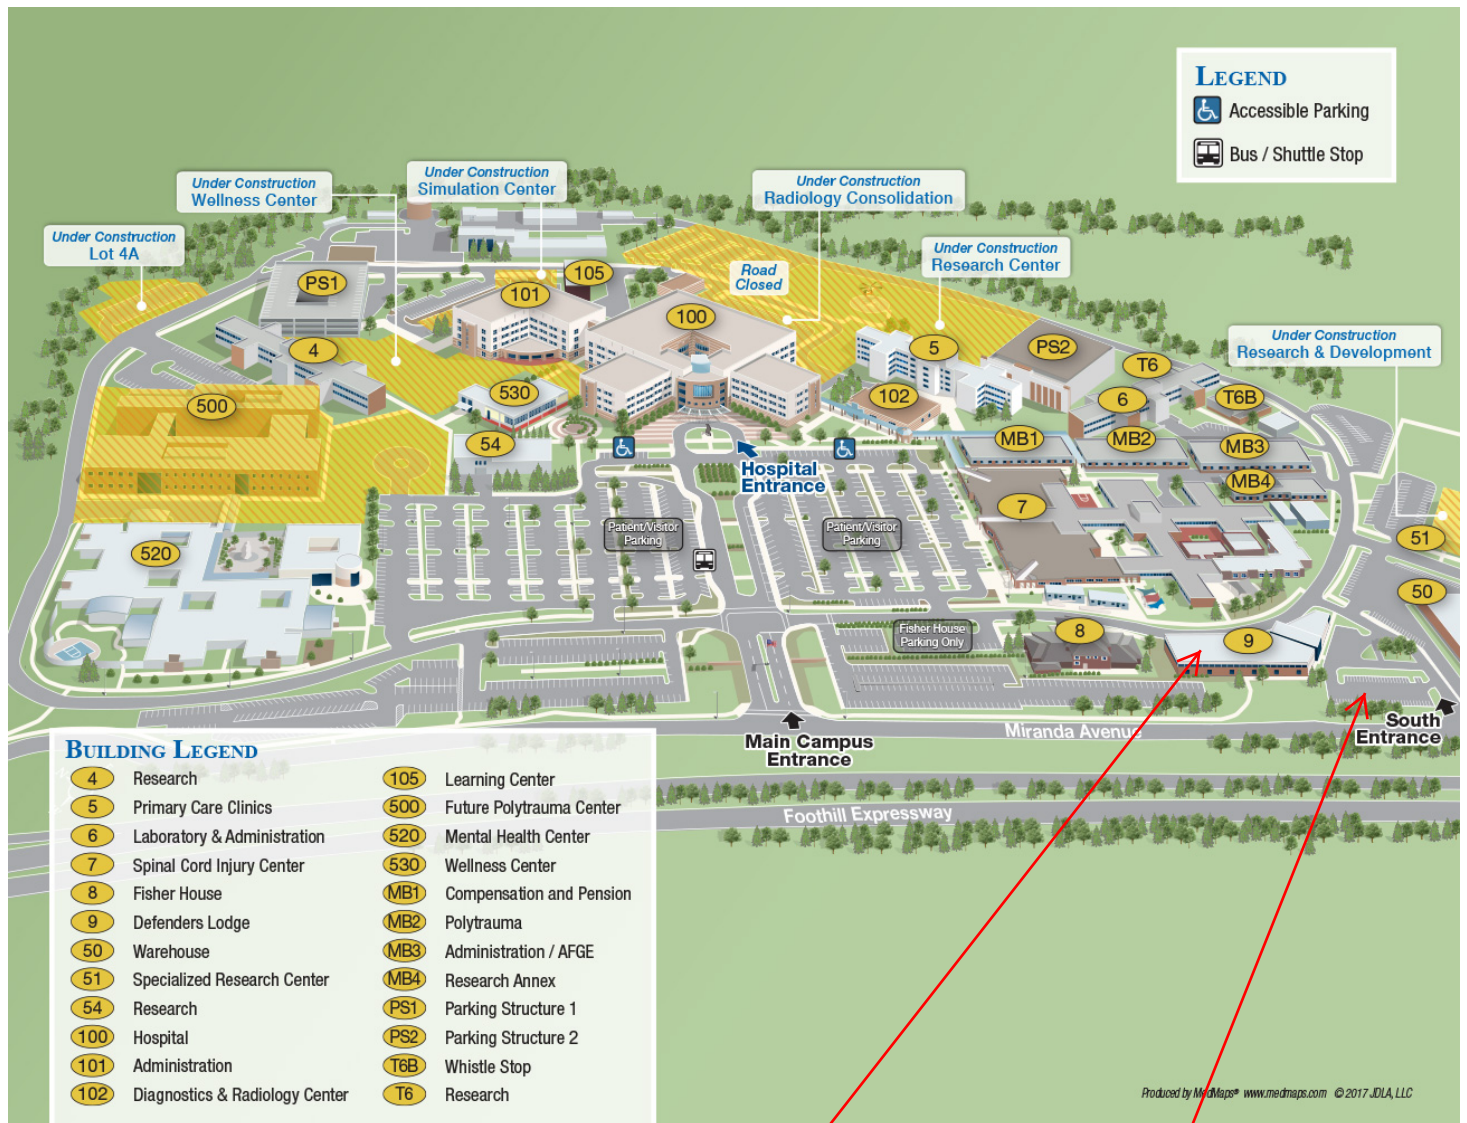 LEGEND
Accessible Parking
Bus / Shuttle Stop
Under Construction
Simulation Center
Under Construction
Wellness Center
Under Construction
Radiology Consolidation
Under Construction
Lot 4A
Under Construction
Research Center
Road
Closed
Under Construction
Research & Development
PS1
105
101
100
4
5
PS2
T6
530
102
6
T6B
500
54
MB1
MB2
MB3
MB4
Hospital
Entrance
7
Patient/Visitor
Parking
Patient/Visitor
Parking
51
520
50
Fisher House
Parking Only
8
9
South
Entrance
Main Campus
Entrance
Miranda Avenue
Foothill Expressway
BUILDING LEGEND
4 Research
5 Primary Care Clinics
6 Laboratory & Administration
7 Spinal Cord Injury Center
8 Fisher House
9 Defenders Lodge
50 Warehouse
51 Specialized Research Center
54 Research
100 Hospital
101 Administration
102 Diagnostics & Radiology Center
105 Learning Center
500 Future Polytrauma Center
520 Mental Health Center
530 Wellness Center
MB1 Compensation and Pension
MB2 Polytrauma
MB3 Administration / AFGE
MB4 Research Annex
PS1 Parking Structure 1
PS2 Parking Structure 2
T6B Whistle Stop
T6 Research
Produced by MedMaps® www.medmaps.com © 2017 JDLA, LLC